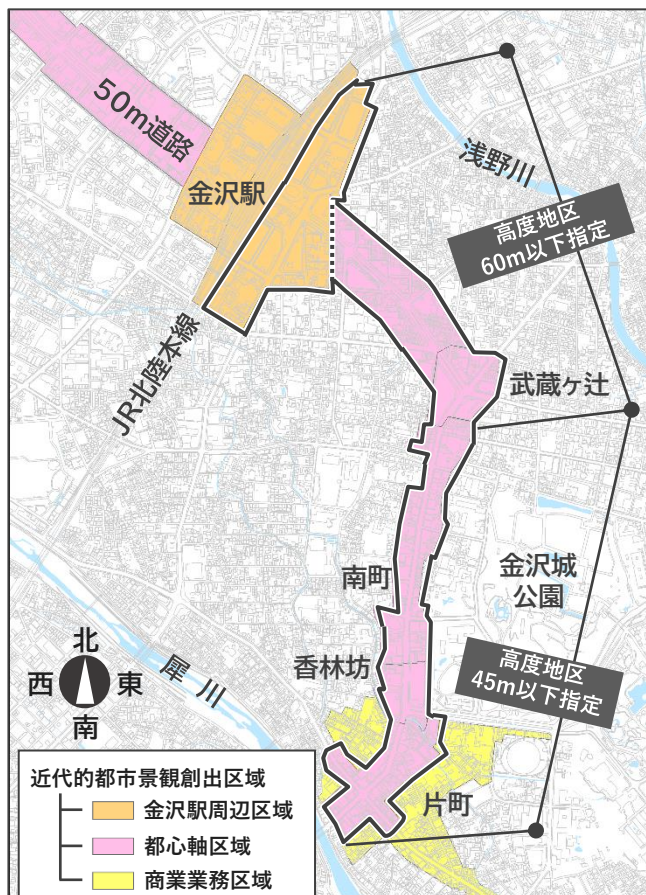 50m道路
金沢駅
浅野川
高度地区
60m以下指定
JR北陸本線
武蔵ヶ辻
南町
金沢城
公園
香林坊
高度地区
45m以下指定
北
西
東
南
犀川
片町
近代的都市景観創出区域
金沢駅周辺区域
都心軸区域
商業業務区域